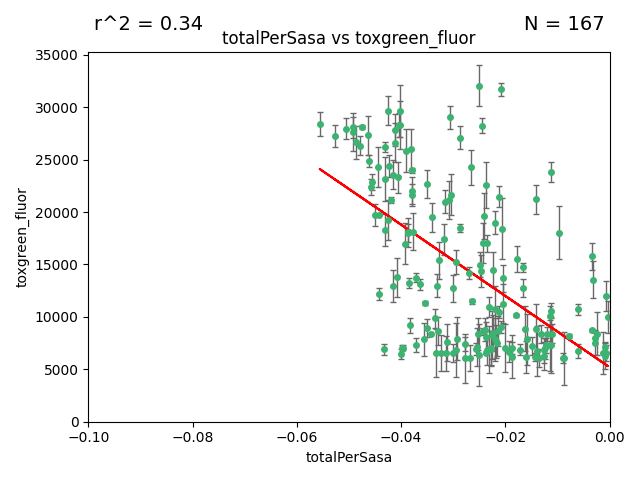 r^2 = 0.34
N = 167
totalPerSasa vs toxgreen_fluor
35000
30000
25000
20000
15000
10000
5000
0
toxgreen_fluor
−0.10
−0.08
−0.06
−0.04
−0.02
0.00
totalPerSasa